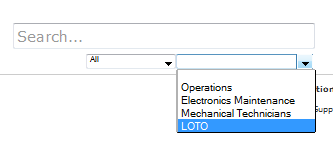 Search...
All
Operations
Electronics Maintenance
Mechanical Technicians
LOTO